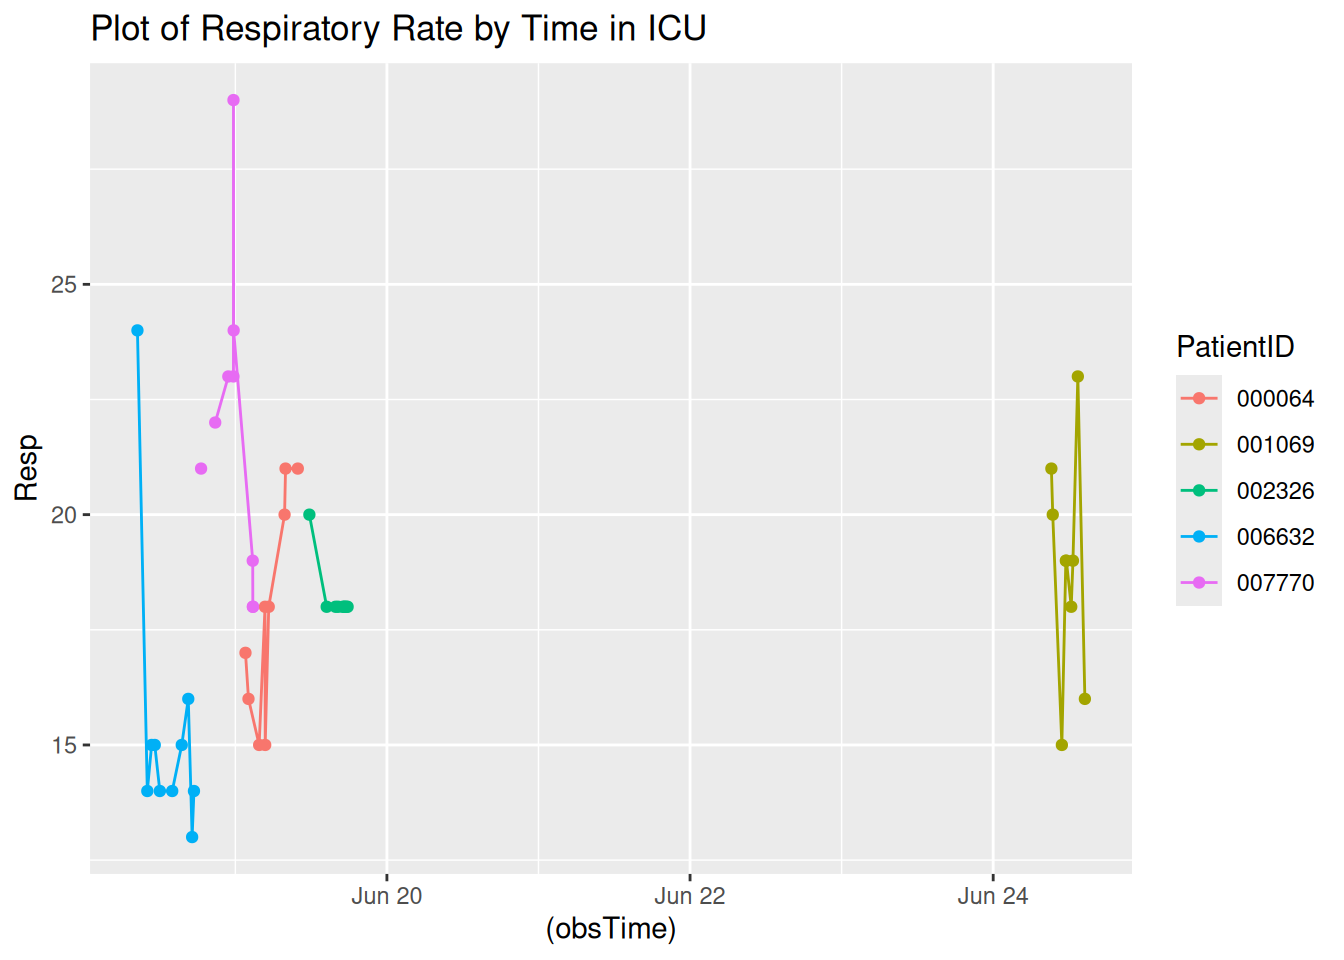 Plot of Respiratory Rate by Time in ICU
Resp
25
20
15
Jun 20
Jun 22
Jun 24
(obsTime)
PatientID
000064
001069
002326
006632
007770